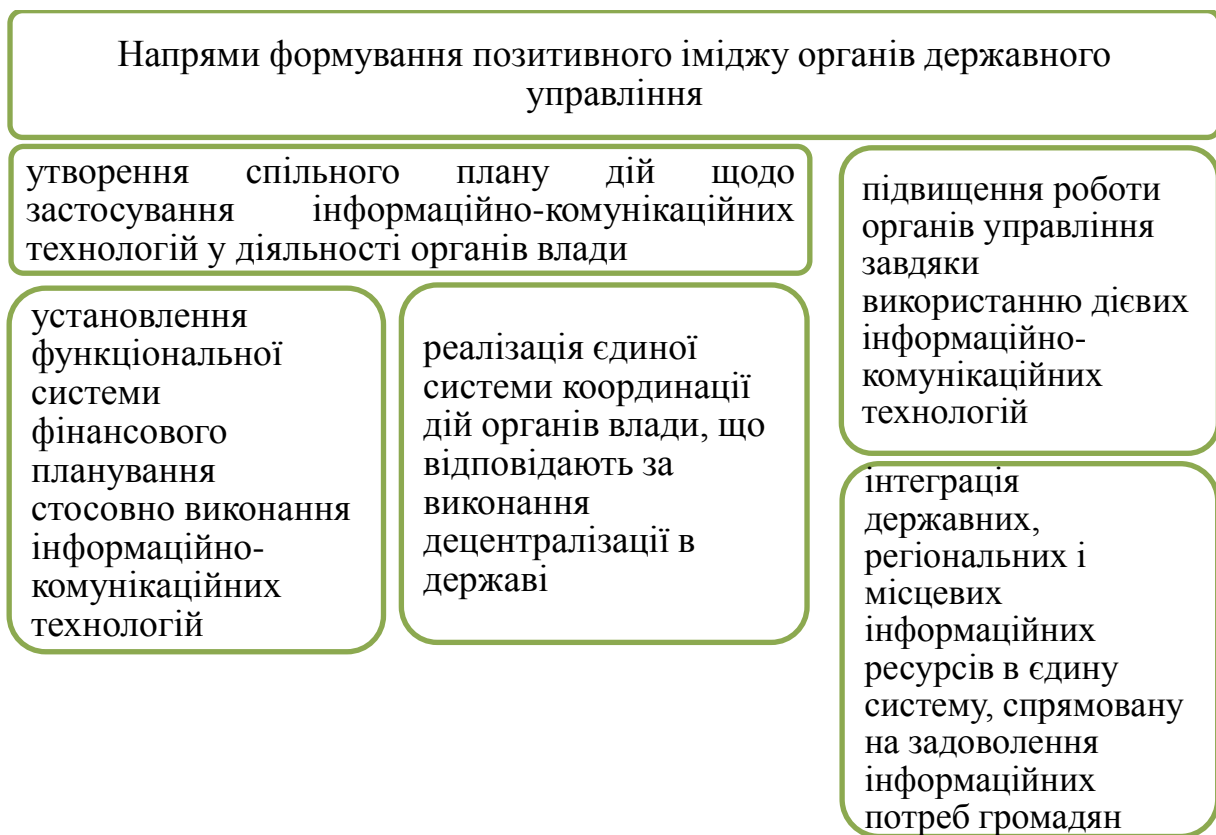 Напрями формування позитивного іміджу органів державного
управління
утворення спільного плану дій щодо
застосування інформаційно-комунікаційних
технологій у діяльності органів влади
установлення
функціональної
системи
фінансового
планування
стосовно виконання
інформаційно-
комунікаційних
технологій
реалізація єдиної
системи координації
дій органів влади, що
відповідають за
виконання
децентралізації в
державі
підвищення роботи
органів управління
завдяки
використанню дієвих
інформаційно-
комунікаційних
технологій
інтеграція
державних,
регіональних і
місцевих
інформаційних
ресурсів в єдину
систему, спрямовану
на задоволення
інформаційних
потреб громадян